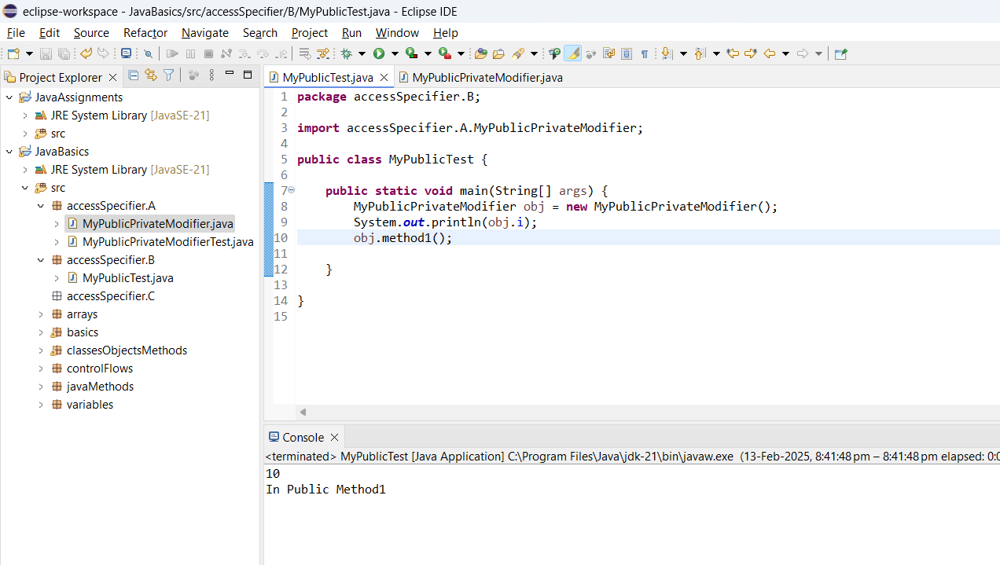 eclipse-workspace - JavaBasics/src/accessSpecifier/B/MyPublicTest.java - Eclipse IDE
File Edit Source Refactor Navigate Search Project Run Window Help
Project Explorer
JavaAssignments
JRE System Library [JavaSE-21]
src
JavaBasics
JRE System Library [JavaSE-21]
src
accessSpecifier.A
MyPublicPrivateModifier.java
MyPublicPrivateModifierTest.java
accessSpecifier.B
MyPublicTest.java
accessSpecifier.C
arrays
basics
classesObjectsMethods
controlFlows
javaMethods
variables
MyPublicTest.java MyPublicPrivateModifier.java
1 package accessSpecifier.B;
2
3 import accessSpecifier.A.MyPublicPrivateModifier;
4
5 public class MyPublicTest {
6
7     public static void main(String[] args) {
8         MyPublicPrivateModifier obj = new MyPublicPrivateModifier();
9         System.out.println(obj.i);
10         obj.method1();
11
12     }
13
14 }
15
Console
<terminated> MyPublicTest [Java Application] C:\Program Files\Java\jdk-21\bin\javaw.exe (13-Feb-2025, 8:41:48 pm – 8:41:48 pm elapsed:
10
In Public Method1